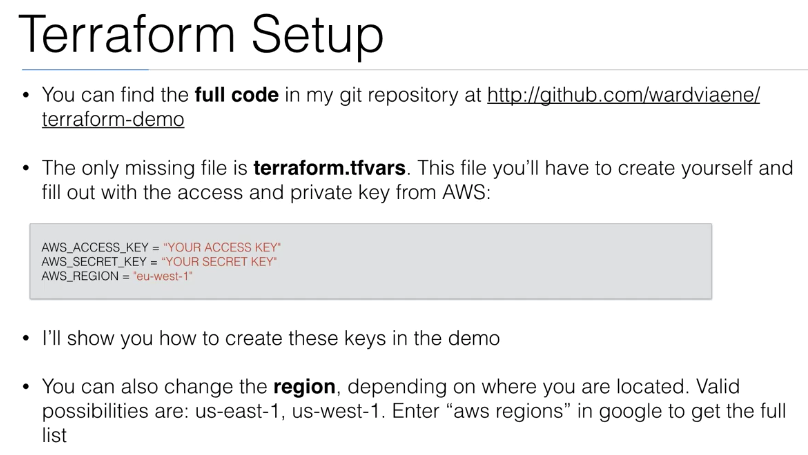 Terraform Setup
• You can find the full code in my git repository at http://github.com/wardviaene/
terraform-demo
• The only missing file is terraform.tfvars. This file you'll have to create yourself and
fill out with the access and private key from AWS:
AWS_ACCESS_KEY = "YOUR ACCESS KEY"
AWS_SECRET_KEY = "YOUR SECRET KEY"
AWS_REGION = "eu-west-1"
• I'll show you how to create these keys in the demo
• You can also change the region, depending on where you are located. Valid
possibilities are: us-east-1, us-west-1. Enter “aws regions” in google to get the full
list